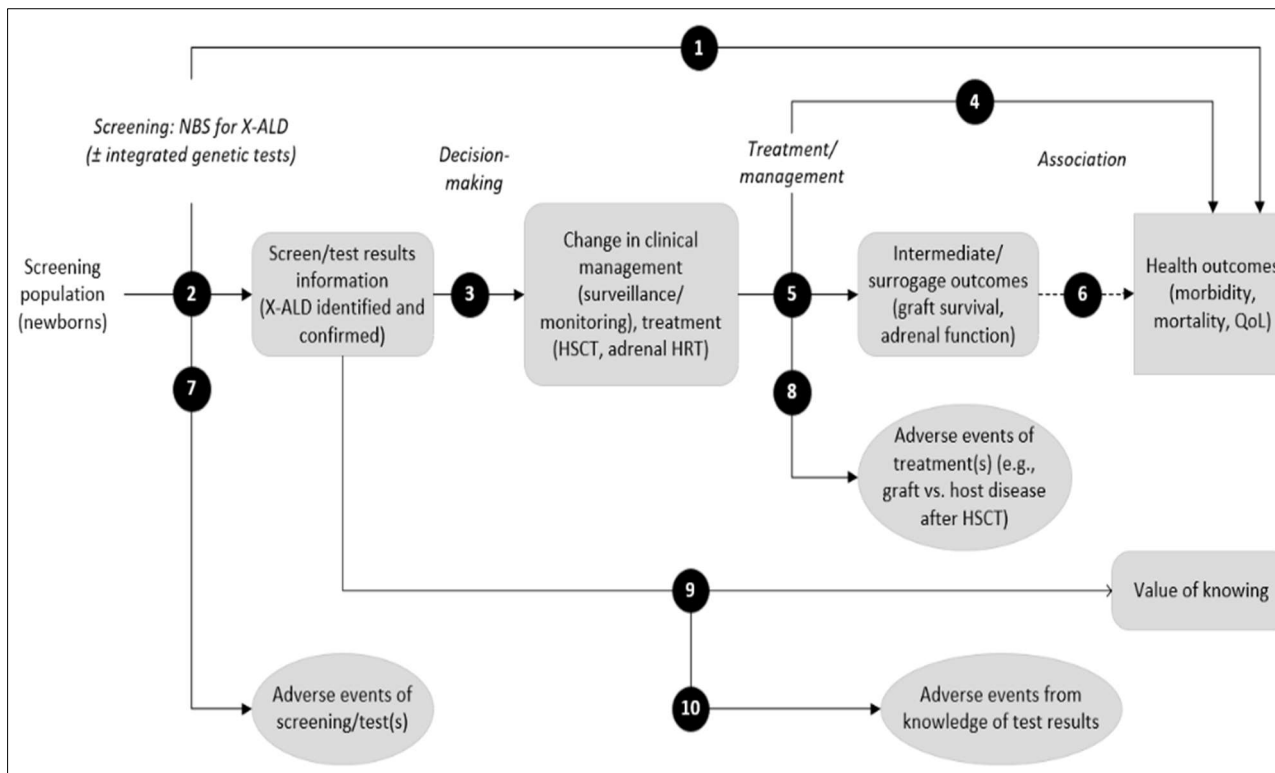 1
4
Screening: NBS for X-ALD
(± integrated genetic tests)
Decision-
making
Treatment/
management
Association
Screening
population
(newborns)
2
Screen/test results
information
(X-ALD identified and
confirmed)
3
Change in clinical
management
(surveillance/
monitoring), treatment
(HSCT, adrenal HRT)
5
Intermediate/
surrogage outcomes
(graft survival,
adrenal function)
6
Health outcomes
(morbidity,
mortality, QoL)
7
8
Adverse events of
treatment(s) (e.g.,
graft vs. host disease
after HSCT)
9
Value of knowing
Adverse events of
screening/test(s)
10
Adverse events from
knowledge of test results